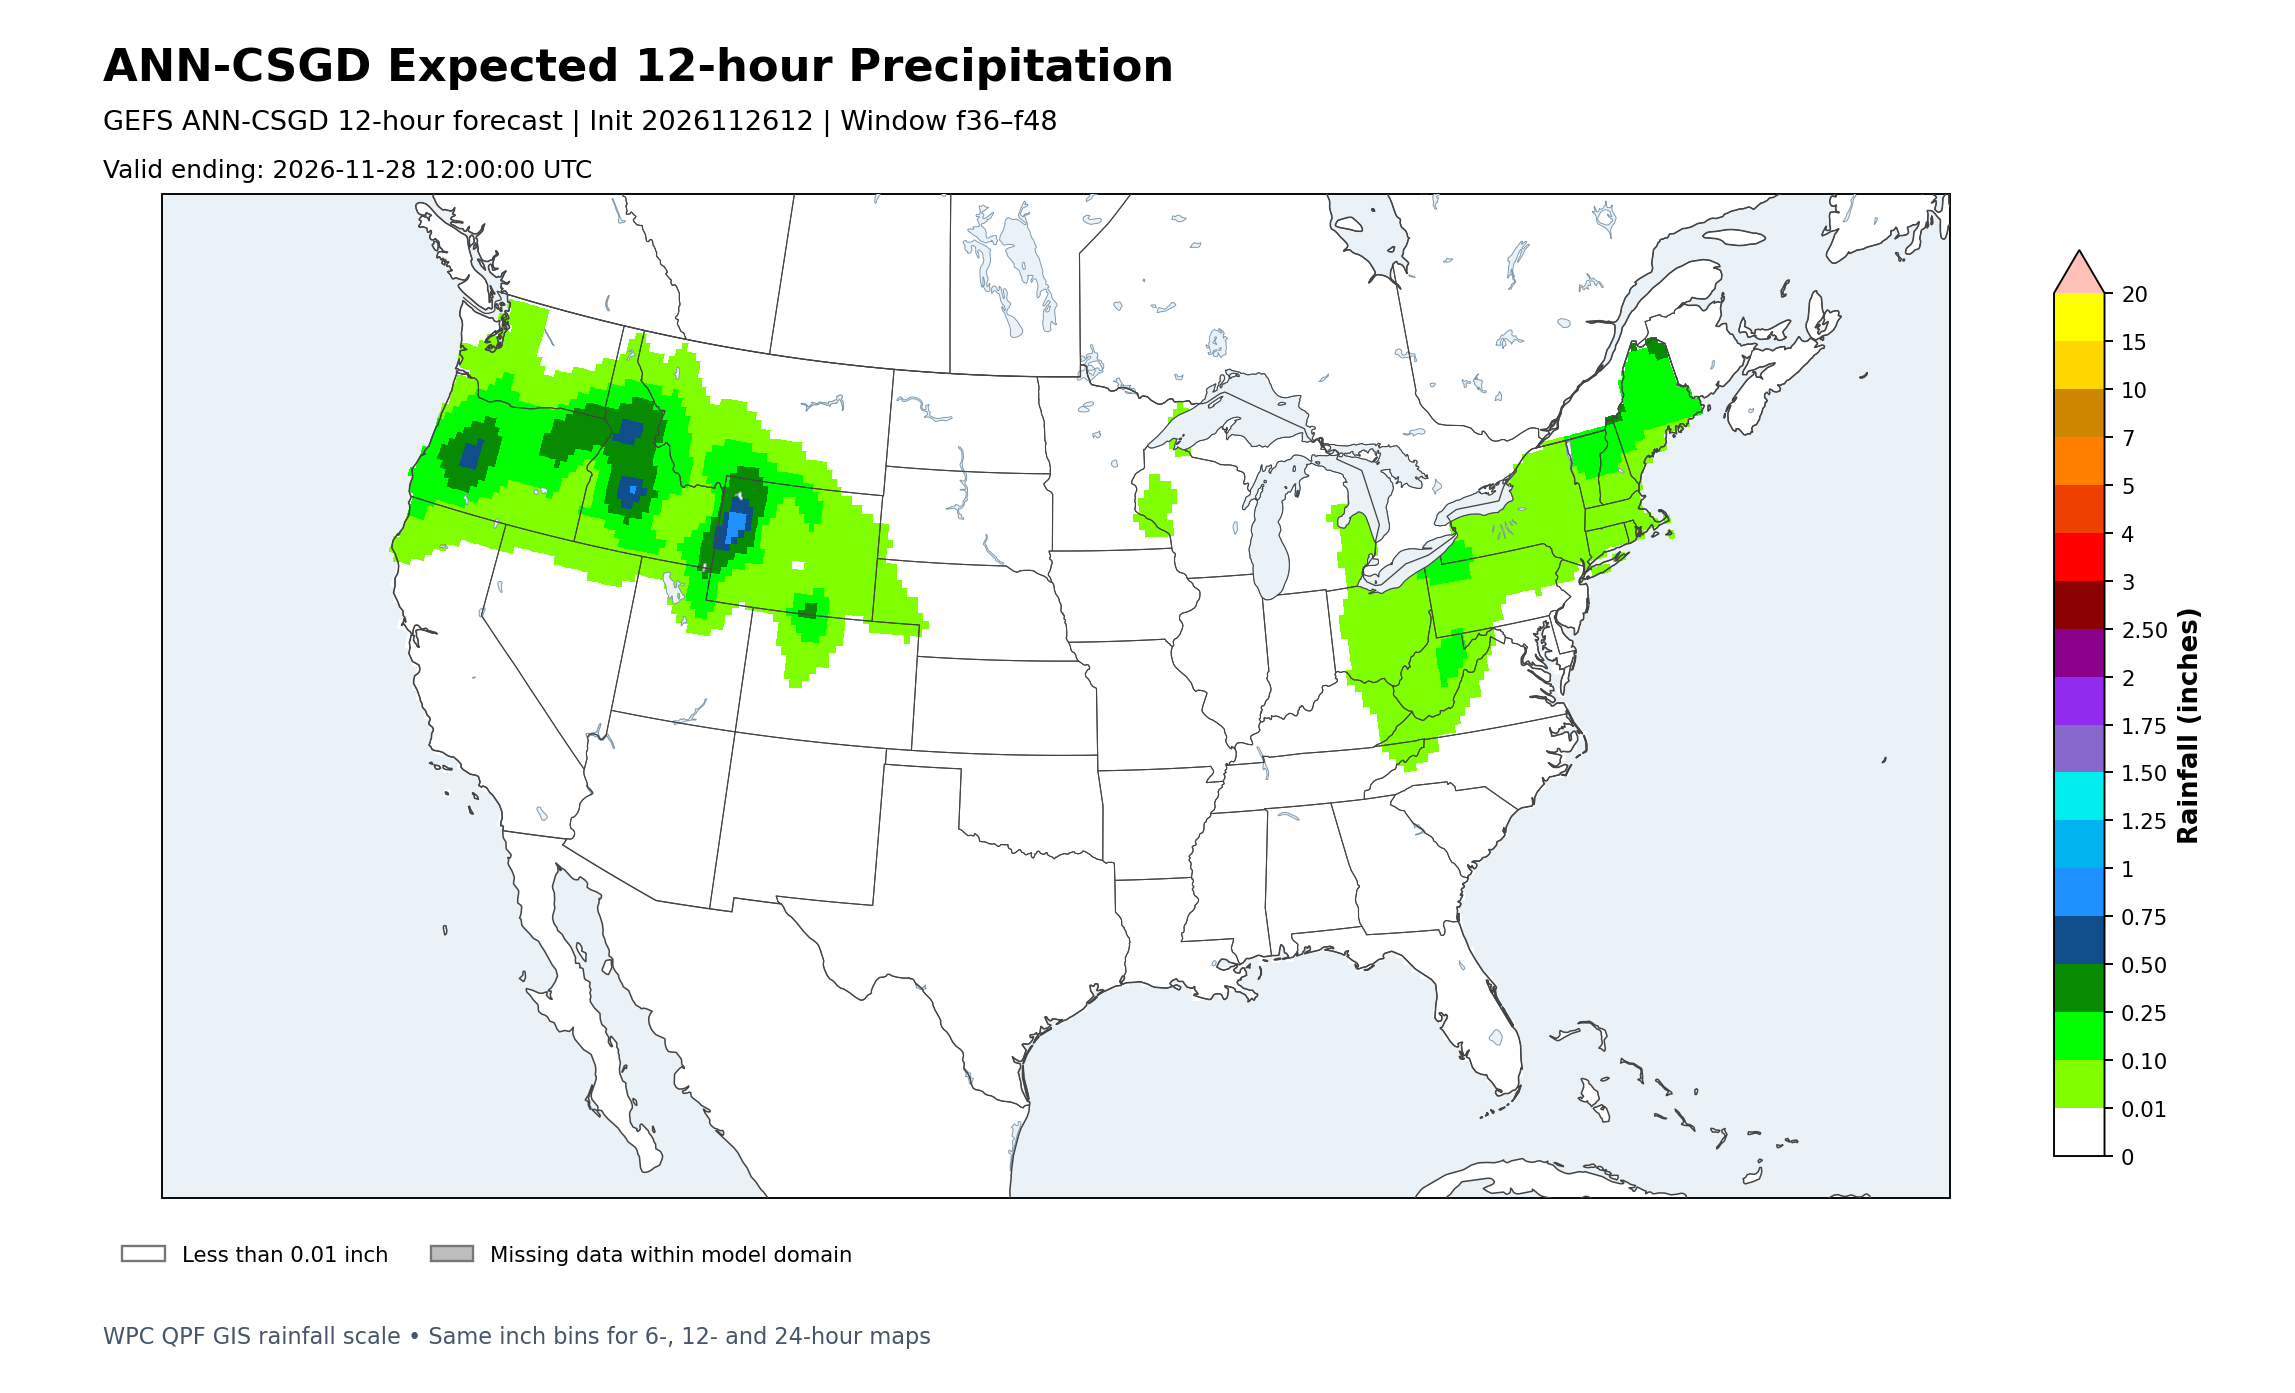 ANN-CSGD Expected 12-hour Precipitation
GEFS ANN-CSGD 12-hour forecast | Init 2026112612 | Window f36–f48
Valid ending: 2026-11-28 12:00:00 UTC
20
15
10
7
5
4
3
2.50
2
1.75
1.50
1.25
1
0.75
0.50
0.25
0.10
0.01
0
Rainfall (inches)
Less than 0.01 inch
Missing data within model domain
WPC QPF GIS rainfall scale • Same inch bins for 6-, 12- and 24-hour maps